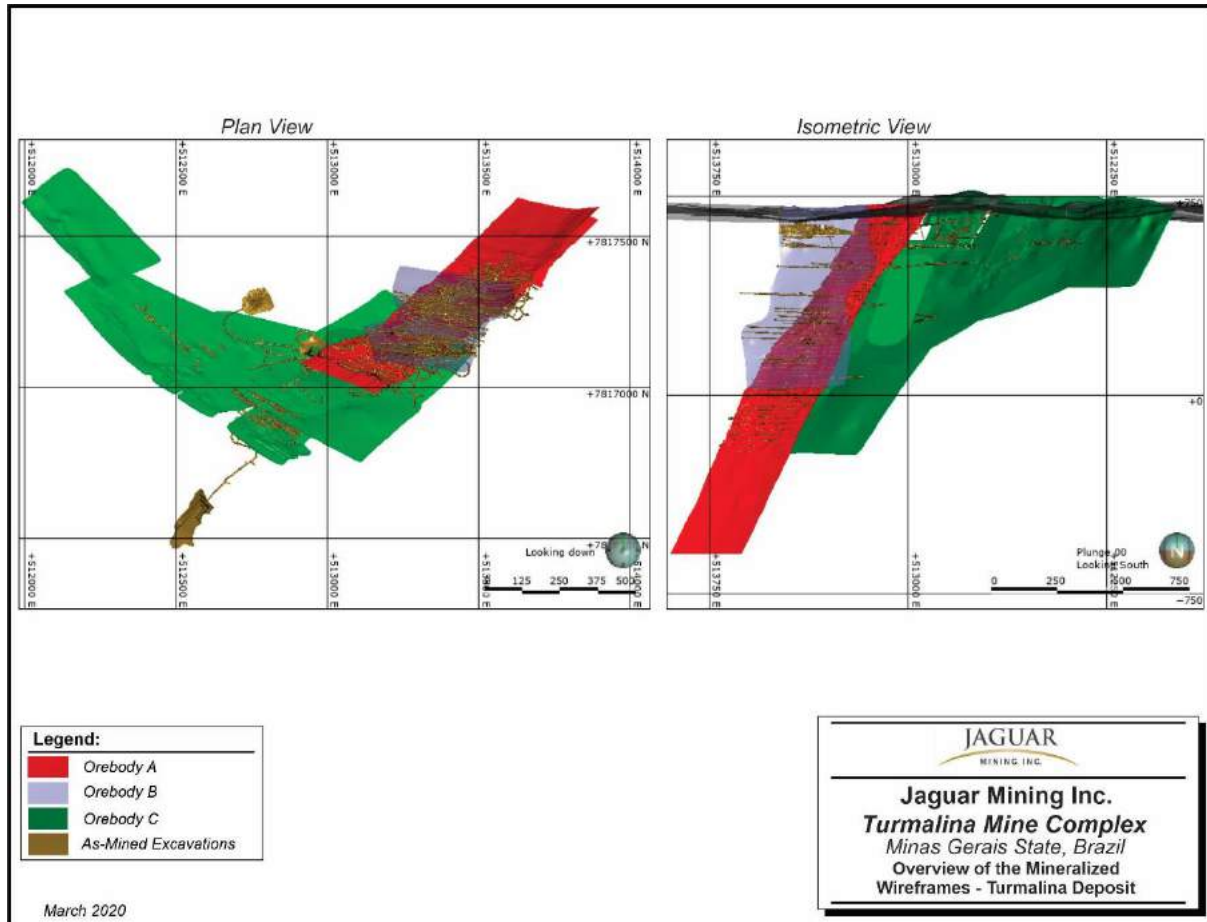 Plan View
Isometric View
+512000 E
+512500 E
+513000 E
+513500 E
+514000 E
+513750 E
+513000 E
+512250 E
+750
+7817500 N
+7817000 N
+0
Looking down
Plunge 00
Looking South
N
125 250 375 500
0 250 500 750
+512000 E
+512500 E
+513000 E
+514000 E
+513750 E
+513000 E
−750
Legend:
Orebody A
Orebody B
Orebody C
As-Mined Excavations
JAGUAR
MINING INC.
Jaguar Mining Inc.
Turmalina Mine Complex
Minas Gerais State, Brazil
Overview of the Mineralized
Wireframes - Turmalina Deposit
March 2020